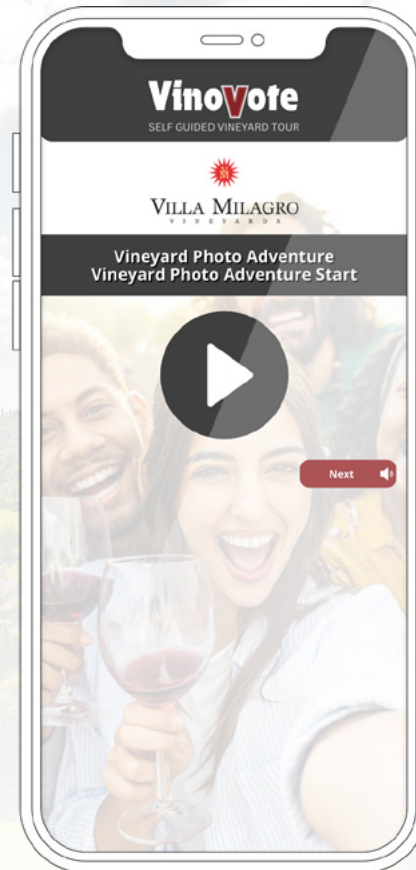 VinoVote
SELF GUIDED VINEYARD TOUR
VILLA MILAGRO
VINEYARDS
Vineyard Photo Adventure
Vineyard Photo Adventure Start
Next